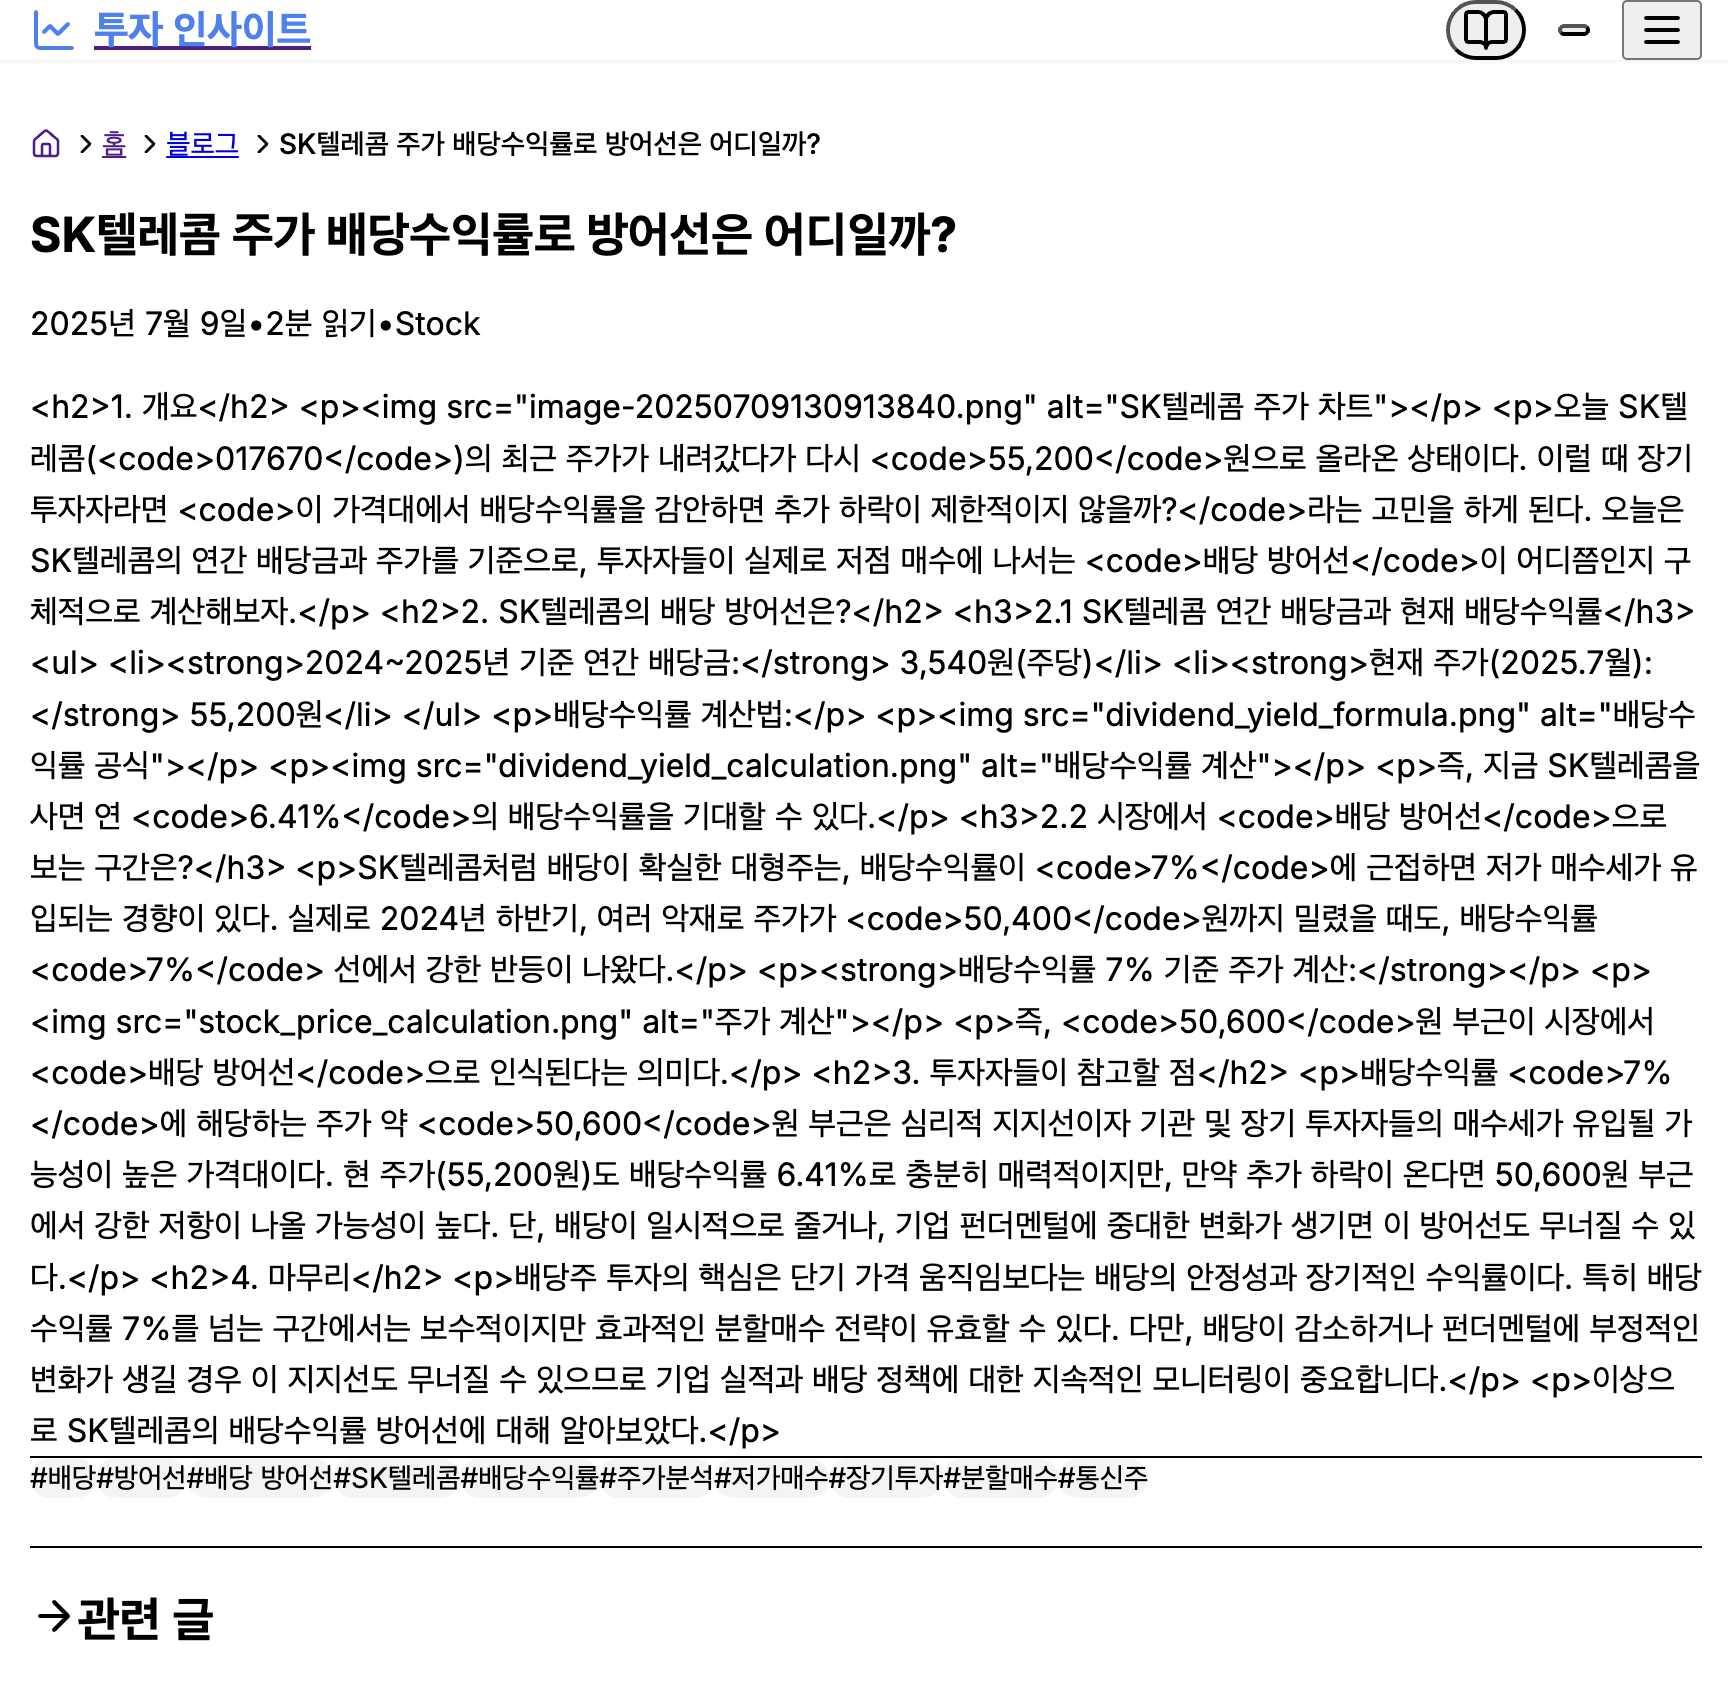 투자 인사이트
홈 블로그 SK텔레콤 주가 배당수익률로 방어선은 어디일까?
SK텔레콤 주가 배당수익률로 방어선은 어디일까?
2025년 7월 9일•2분 읽기•Stock
<h2>1. 개요</h2> <p><img src="image-20250709130913840.png" alt="SK텔레콤 주가 차트"></p> <p>오늘 SK텔
레콤(<code>017670</code>)의 최근 주가가 내려갔다가 다시 <code>55,200</code>원으로 올라온 상태이다. 이럴 때 장기
투자자라면 <code>이 가격대에서 배당수익률을 감안하면 추가 하락이 제한적이지 않을까?</code>라는 고민을 하게 된다. 오늘은
SK텔레콤의 연간 배당금과 주가를 기준으로, 투자자들이 실제로 저점 매수에 나서는 <code>배당 방어선</code>이 어디쯤인지 구
체적으로 계산해보자.</p> <h2>2. SK텔레콤의 배당 방어선은?</h2> <h3>2.1 SK텔레콤 연간 배당금과 현재 배당수익률</h3>
<ul> <li><strong>2024~2025년 기준 연간 배당금:</strong> 3,540원(주당)</li> <li><strong>현재 주가(2025.7월):
</strong> 55,200원</li> </ul> <p>배당수익률 계산법:</p> <p><img src="dividend_yield_formula.png" alt="배당수
익률 공식"></p> <p><img src="dividend_yield_calculation.png" alt="배당수익률 계산"></p> <p>즉, 지금 SK텔레콤을
사면 연 <code>6.41%</code>의 배당수익률을 기대할 수 있다.</p> <h3>2.2 시장에서 <code>배당 방어선</code>으로
보는 구간은?</h3> <p>SK텔레콤처럼 배당이 확실한 대형주는, 배당수익률이 <code>7%</code>에 근접하면 저가 매수세가 유
입되는 경향이 있다. 실제로 2024년 하반기, 여러 악재로 주가가 <code>50,400</code>원까지 밀렸을 때도, 배당수익률
<code>7%</code> 선에서 강한 반등이 나왔다.</p> <p><strong>배당수익률 7% 기준 주가 계산:</strong></p> <p>
<img src="stock_price_calculation.png" alt="주가 계산"></p> <p>즉, <code>50,600</code>원 부근이 시장에서
<code>배당 방어선</code>으로 인식된다는 의미다.</p> <h2>3. 투자자들이 참고할 점</h2> <p>배당수익률 <code>7%
</code>에 해당하는 주가 약 <code>50,600</code>원 부근은 심리적 지지선이자 기관 및 장기 투자자들의 매수세가 유입될 가
능성이 높은 가격대이다. 현 주가(55,200원)도 배당수익률 6.41%로 충분히 매력적이지만, 만약 추가 하락이 온다면 50,600원 부근
에서 강한 저항이 나올 가능성이 높다. 단, 배당이 일시적으로 줄거나, 기업 펀더멘털에 중대한 변화가 생기면 이 방어선도 무너질 수 있
다.</p> <h2>4. 마무리</h2> <p>배당주 투자의 핵심은 단기 가격 움직임보다는 배당의 안정성과 장기적인 수익률이다. 특히 배당
수익률 7%를 넘는 구간에서는 보수적이지만 효과적인 분할매수 전략이 유효할 수 있다. 다만, 배당이 감소하거나 펀더멘털에 부정적인
변화가 생길 경우 이 지지선도 무너질 수 있으므로 기업 실적과 배당 정책에 대한 지속적인 모니터링이 중요합니다.</p> <p>이상으
로 SK텔레콤의 배당수익률 방어선에 대해 알아보았다.</p>
#배당#방어선#배당 방어선#SK텔레콤#배당수익률#주가분석#저가매수#장기투자#분할매수#통신주
관련 글